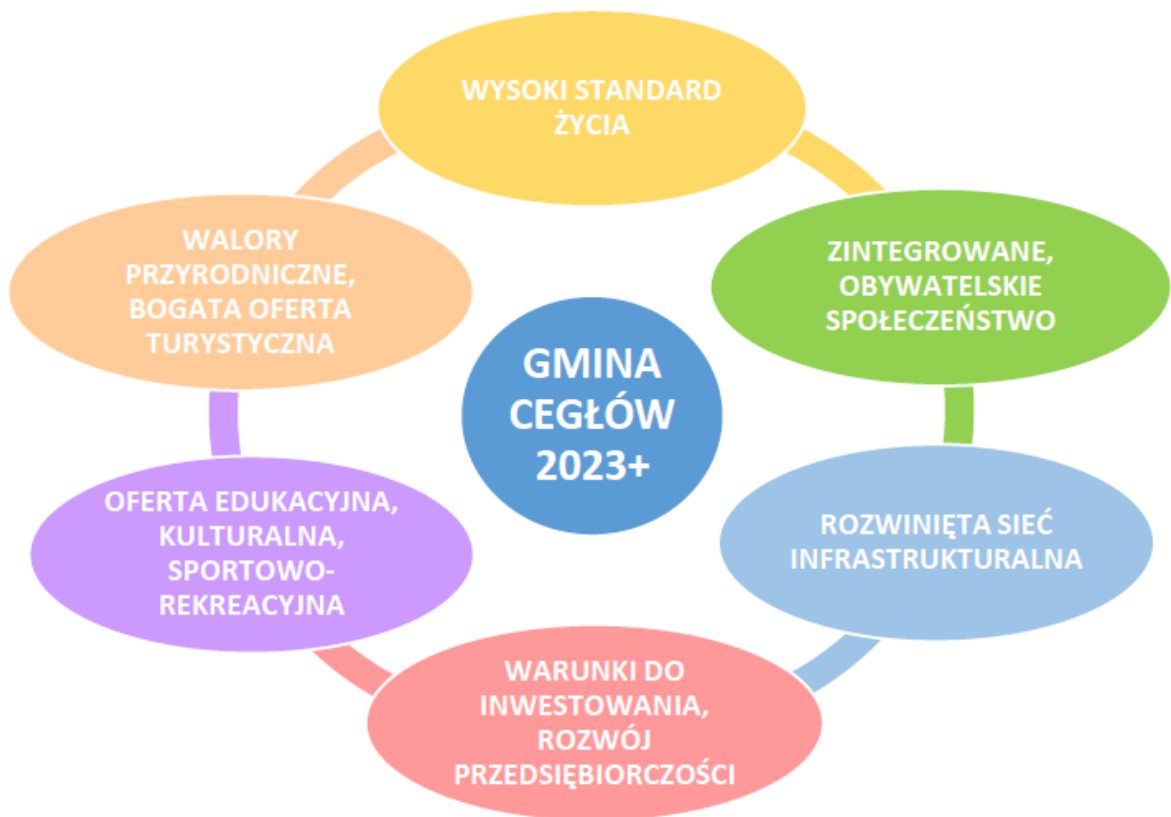 WYSOKI STANDARD
ŻYCIA
ZINTEGROWANE,
OBYWATELSKIE
SPOŁECZEŃSTWO
ROZWINIĘTA SIEĆ
INFRASTRUKTURALNA
WARUNKI DO
INWESTOWANIA,
ROZWÓJ
PRZEDSIĘBIORCZOŚCI
OFERTA EDUKACYJNA,
KULTURALNA,
SPORTOWO-
REKREACYJNA
WALORY
PRZYRODNICZNE,
BOGATA OFERTA
TURYSTYCZNA
GMINA
CEGŁÓW
2023+